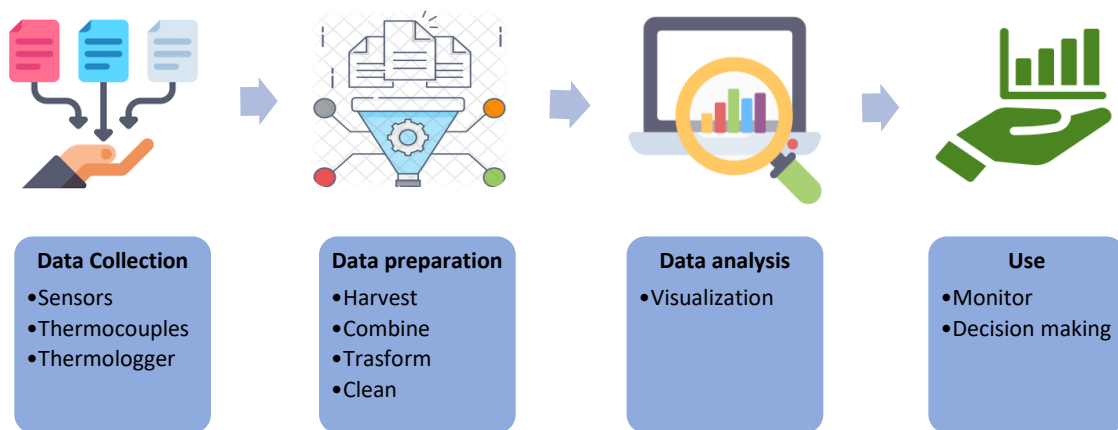 Data Collection
•Sensors
•Thermocouples
•Thermologger
Data preparation
•Harvest
•Combine
•Trasform
•Clean
Data analysis
•Visualization
Use
•Monitor
•Decision making